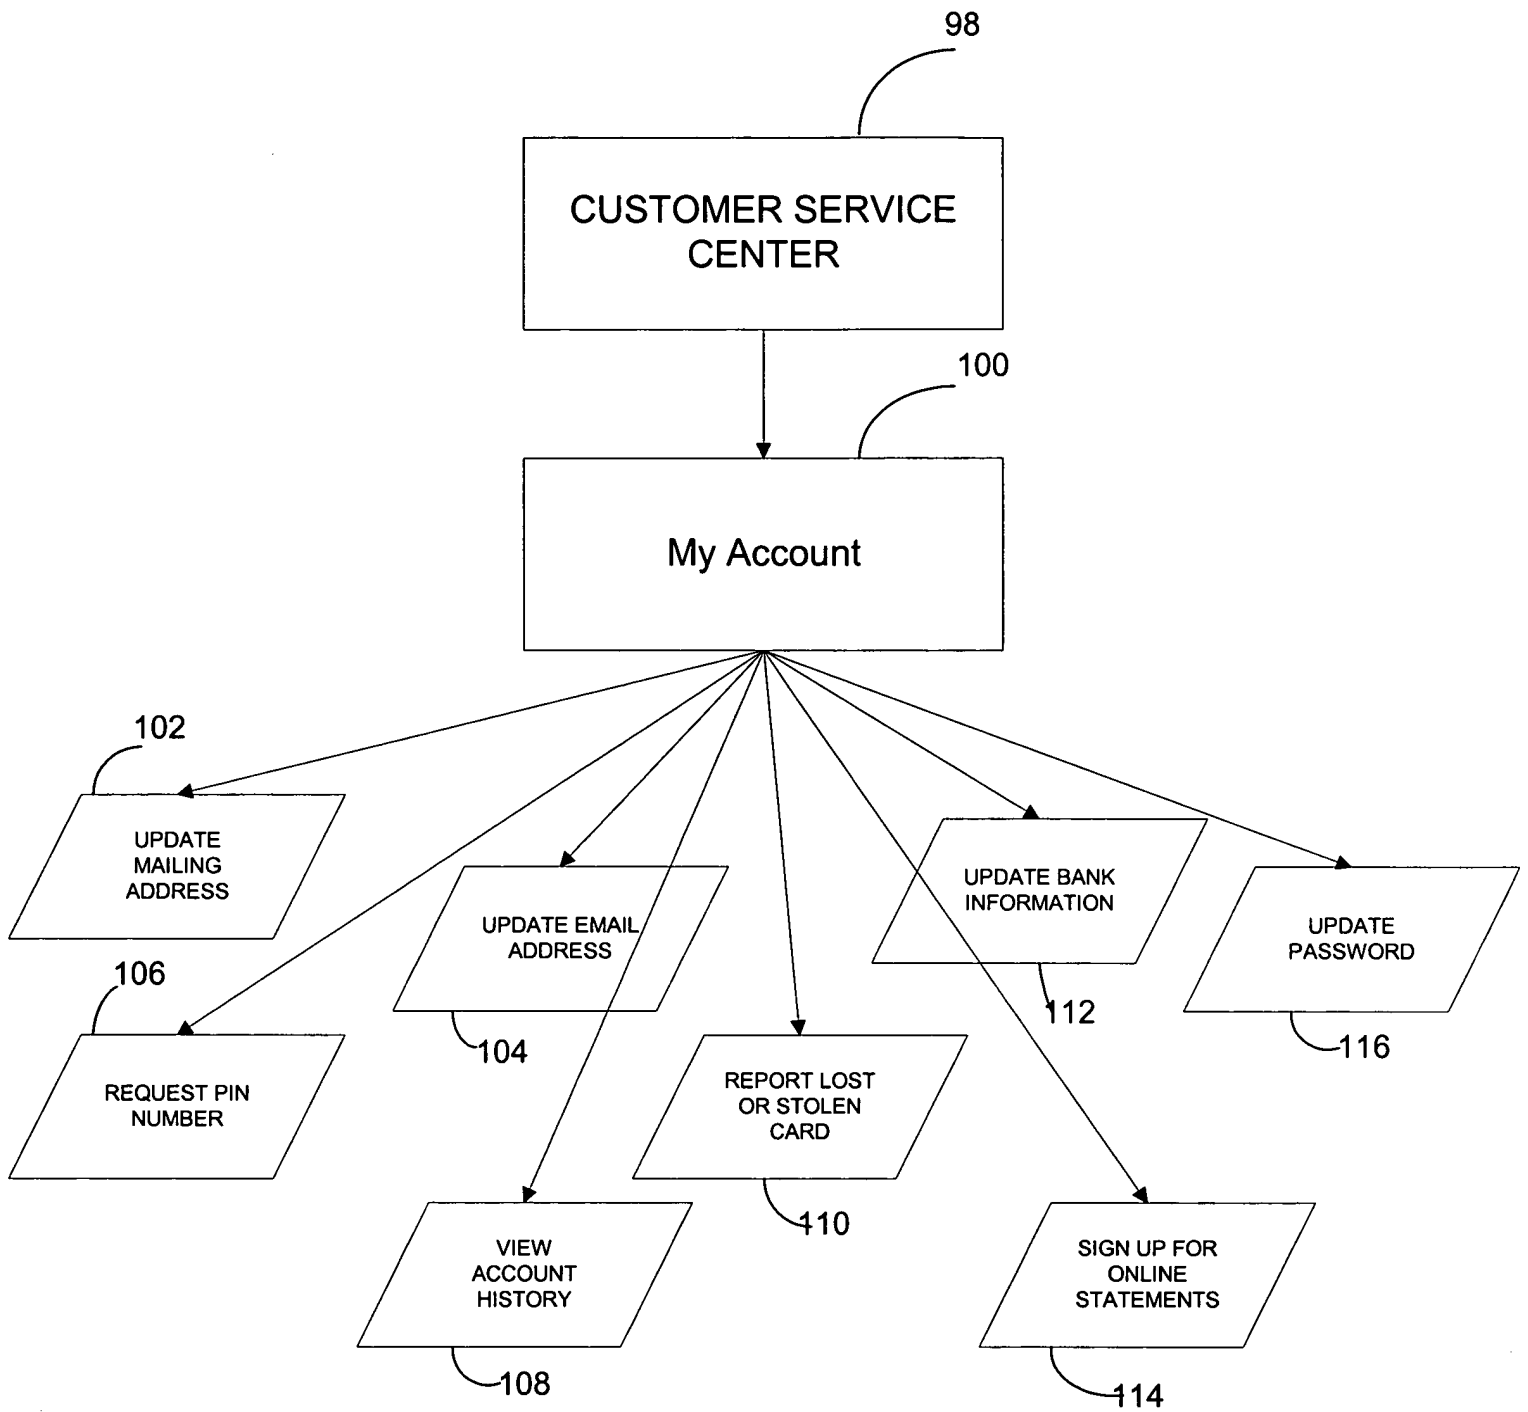 98
CUSTOMER SERVICE
CENTER
100
My Account
102
UPDATE
MAILING
ADDRESS
106
REQUEST PIN
NUMBER
UPDATE EMAIL
ADDRESS
104
VIEW
ACCOUNT
HISTORY
108
REPORT LOST
OR STOLEN
CARD
110
UPDATE BANK
INFORMATION
112
SIGN UP FOR
ONLINE
STATEMENTS
114
UPDATE
PASSWORD
116